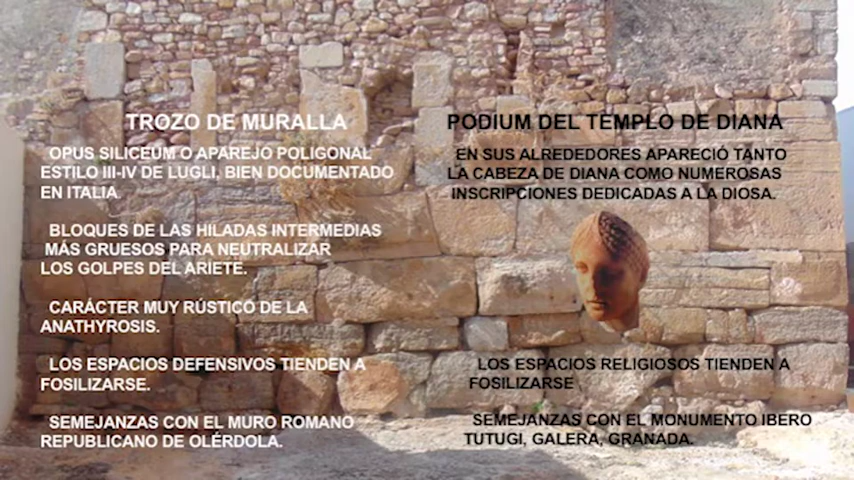 TROZO DE MURALLA
OPUS SILICEUM O APAREJO POLIGONAL
ESTILO III-IV DE LUGLI, BIEN DOCUMENTADO
EN ITALIA
BLOQUES DE LAS HILADAS INTERMEDIAS
MÁS GRUESOS PARA NEUTRALIZAR
LOS GOLPES DEL ARIETE.
CARÁCTER MUY RÚSTICO DE LA
ANATHYROSIS.
LOS ESPACIOS DEFENSIVOS TIENDEN A
FOSILIZARSE.
SEMEJANZAS CON EL MURO ROMANO
REPUBLICANO DE OLÉRDOLA.
PODIUM DEL TEMPLO DE DIANA
EN SUS ALREDEDORES APARECIÓ TANTO
LA CABEZA DE DIANA COMO NUMEROSAS
INSCRIPCIONES DEDICADAS A LA DIOSA.
LOS ESPACIOS RELIGIOSOS TIENDEN A
FOSILIZARSE
SEMEJANZAS CON EL MONUMENTO IBERO
TUTUGI, GALERA, GRANADA.